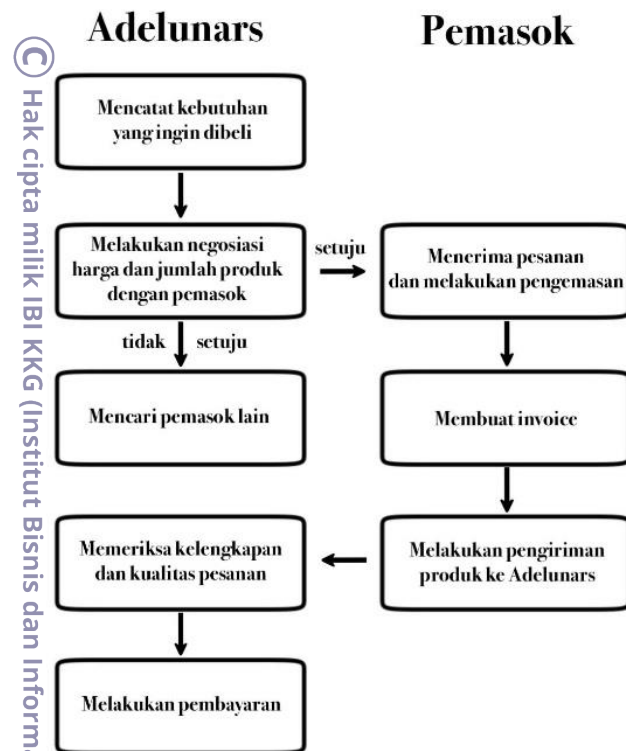 Adelunars
Pemasok
Mencatat kebutuhan
yang ingin dibeli
Melakukan negosiasi
harga dan jumlah produk
dengan pemasok
setuju
Menerima pesanan
dan melakukan pengemasan
tidak setuju
Mencari pemasok lain
Membuat invoice
Melakukan pengiriman
produk ke Adelunars
Memeriksa kelengkapan
dan kualitas pesanan
Melakukan pembayaran
© Hak cipta milik IBI KKG (Institut Bisnis dan